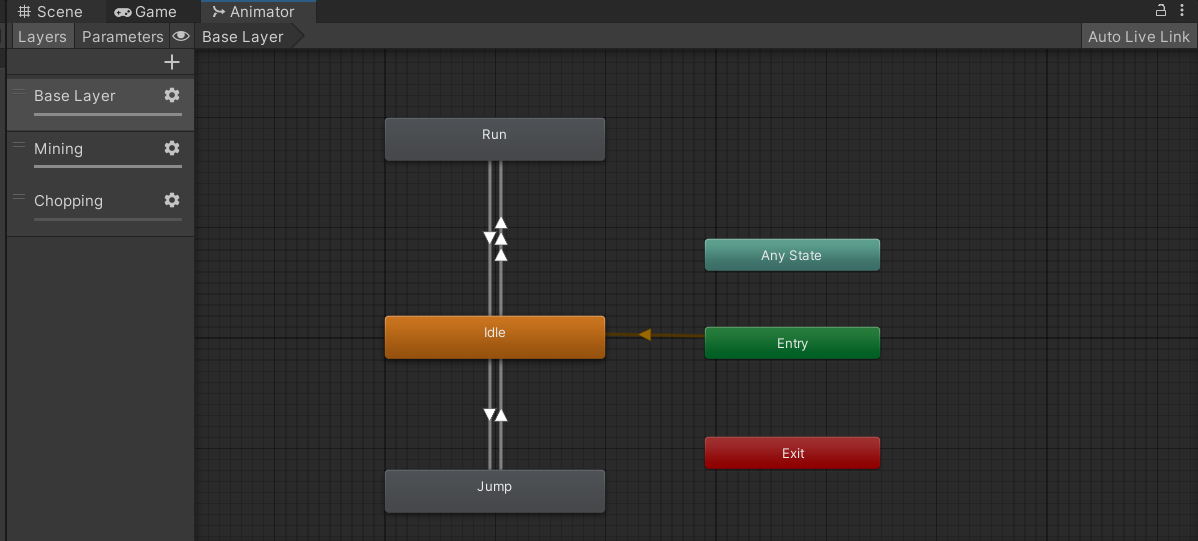 Scene Game Animator
Layers Parameters Base Layer Auto Live Link
Base Layer
Mining
Chopping
Run
Any State
Idle
Entry
Exit
Jump